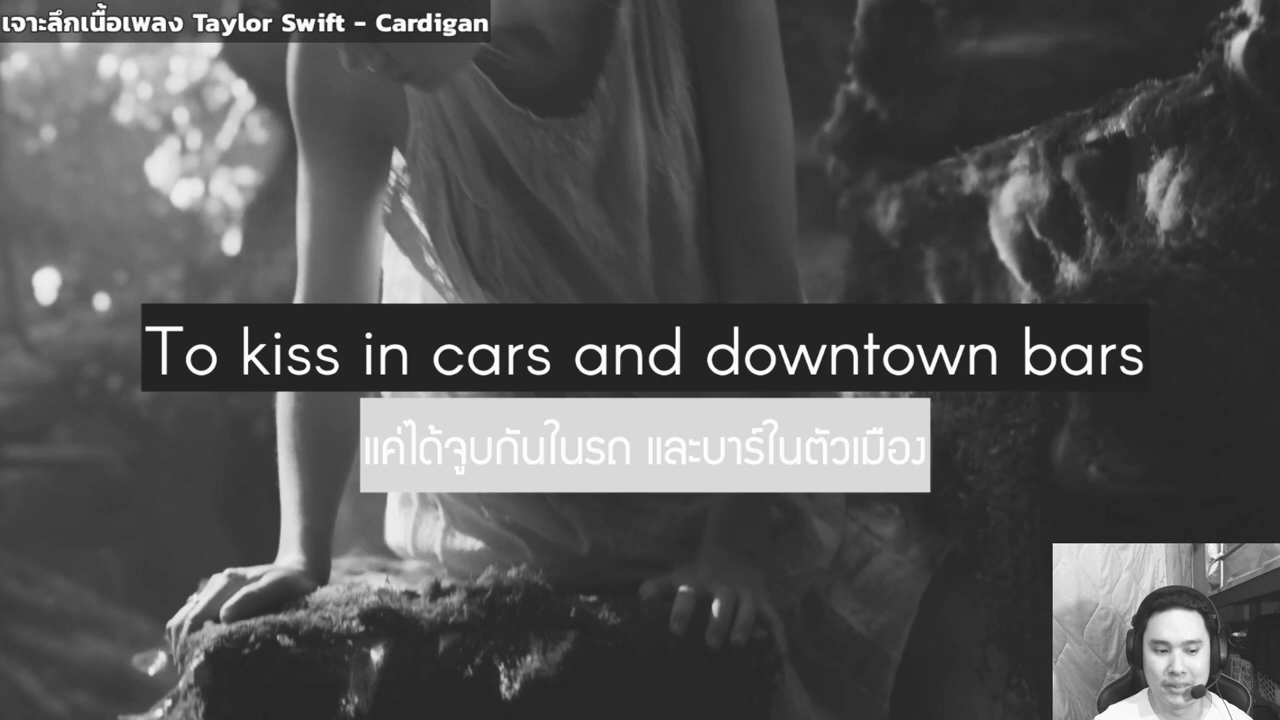 เจาะลึกเนื้อเพลง Taylor Swift - Cardigan
To kiss in cars and downtown bars
แค่ได้จูบกันในรถ และบาร์ในตัวเมือง